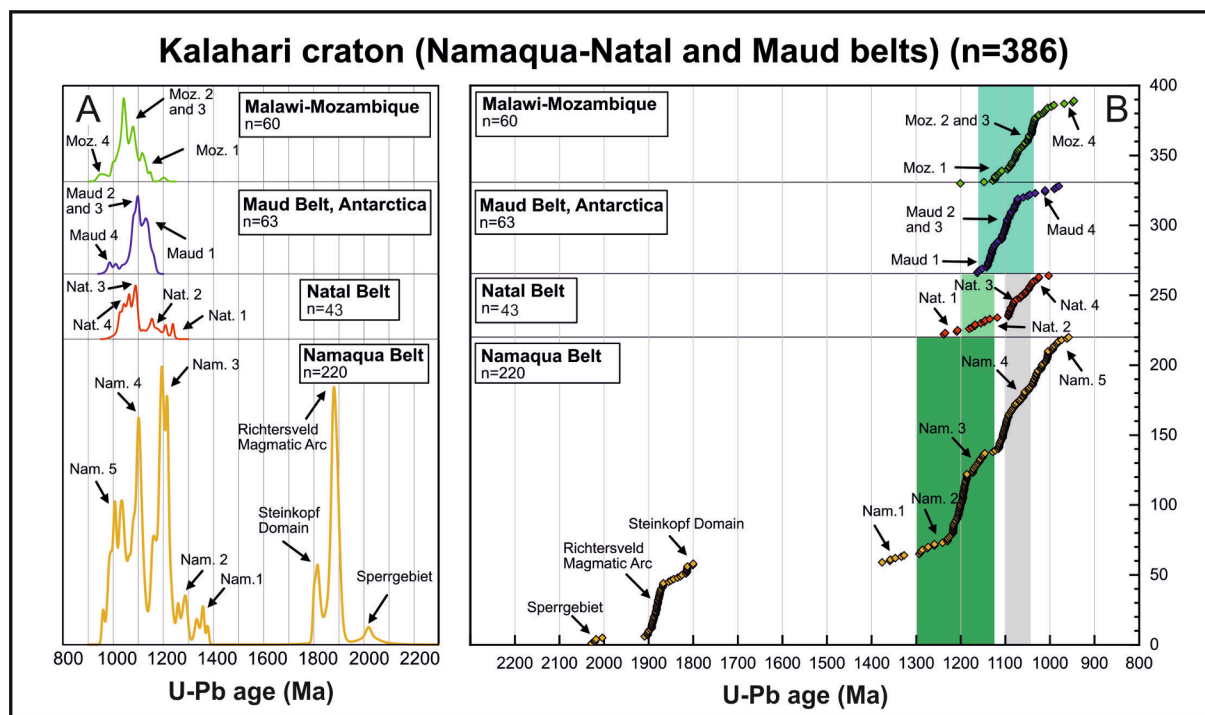 Kalahari craton (Namaqua-Natal and Maud belts) (n=386)
A
Moz. 2
and 3
Moz. 4
Moz. 1
Malawi-Mozambique
n=60
Maud 2
and 3
Maud 4
Maud 1
Maud Belt, Antarctica
n=63
Nat. 3
Nat. 2
Nat. 4
Nat. 1
Natal Belt
n=43
Namaqua Belt
n=220
Nam. 3
Nam. 4
Nam. 5
Nam. 2
Nam.1
Richtersveld
Magmatic Arc
Steinkopf
Domain
Sperrgebiet
800 1000 1200 1400 1600 1800 2000 2200
U-Pb age (Ma)
B
Malawi-Mozambique
n=60
Moz. 2 and 3
Moz. 4
Moz. 1
Maud Belt, Antarctica
n=63
Maud 2
and 3
Maud 4
Maud 1
Natal Belt
n=43
Nat. 1
Nat. 3
Nat. 4
Nat. 2
Namaqua Belt
n=220
Nam. 4
Nam. 5
Nam. 3
Nam. 2
Nam.1
Steinkopf Domain
Richtersveld
Magmatic Arc
Sperrgebiet
400
350
300
250
200
150
100
50
0
2200 2100 2000 1900 1800 1700 1600 1500 1400 1300 1200 1100 1000 900 800
U-Pb age (Ma)